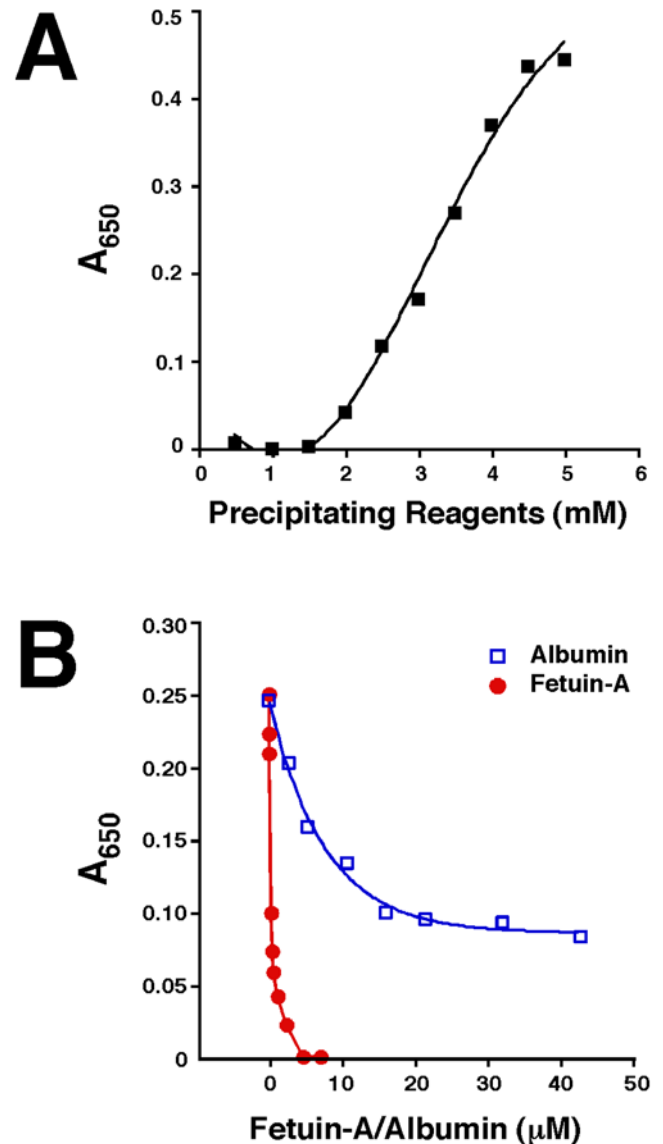 A
0.5
0.4
0.3
0.2
0.1
0
A650
0 1 2 3 4 5 6
Precipitating Reagents (mM)
B
0.30
0.25
0.20
0.15
0.10
0.05
0
A650
Albumin
Fetuin-A
0 10 20 30 40 50
Fetuin-A/Albumin (μM)